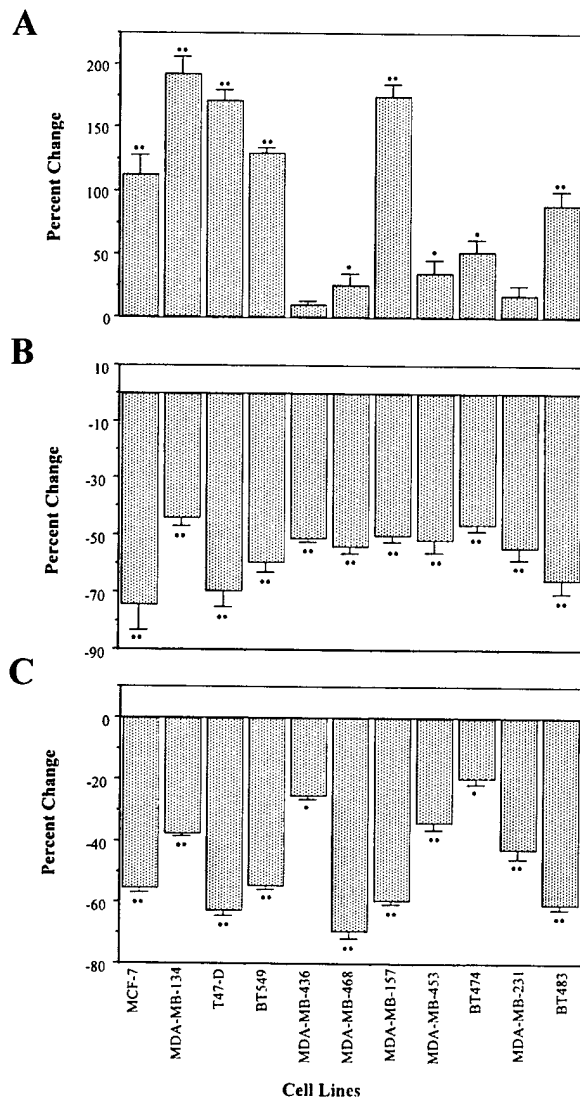 A
Percent Change
200
150
100
50
0
B
Percent Change
10
-10
-30
-50
-70
-90
C
Percent Change
0
-20
-40
-60
-80
MCF-7
MDA-MB-134
T47-D
BT549
MDA-MB-436
MDA-MB-468
MDA-MB-157
MDA-MB-453
BT474
MDA-MB-231
BT483
Cell Lines